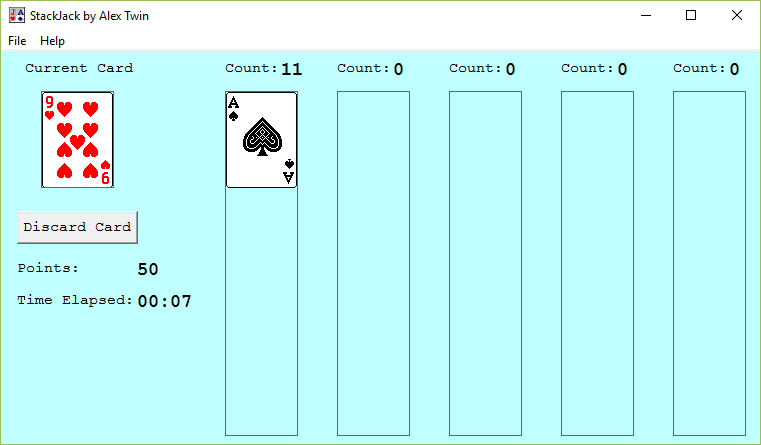 StackJack by Alex Twin
File Help
Current Card Count: 11 Count: 0 Count: 0 Count: 0 Count: 0
9 A
9 A
Discard Card
Points: 50
Time Elapsed: 00:07